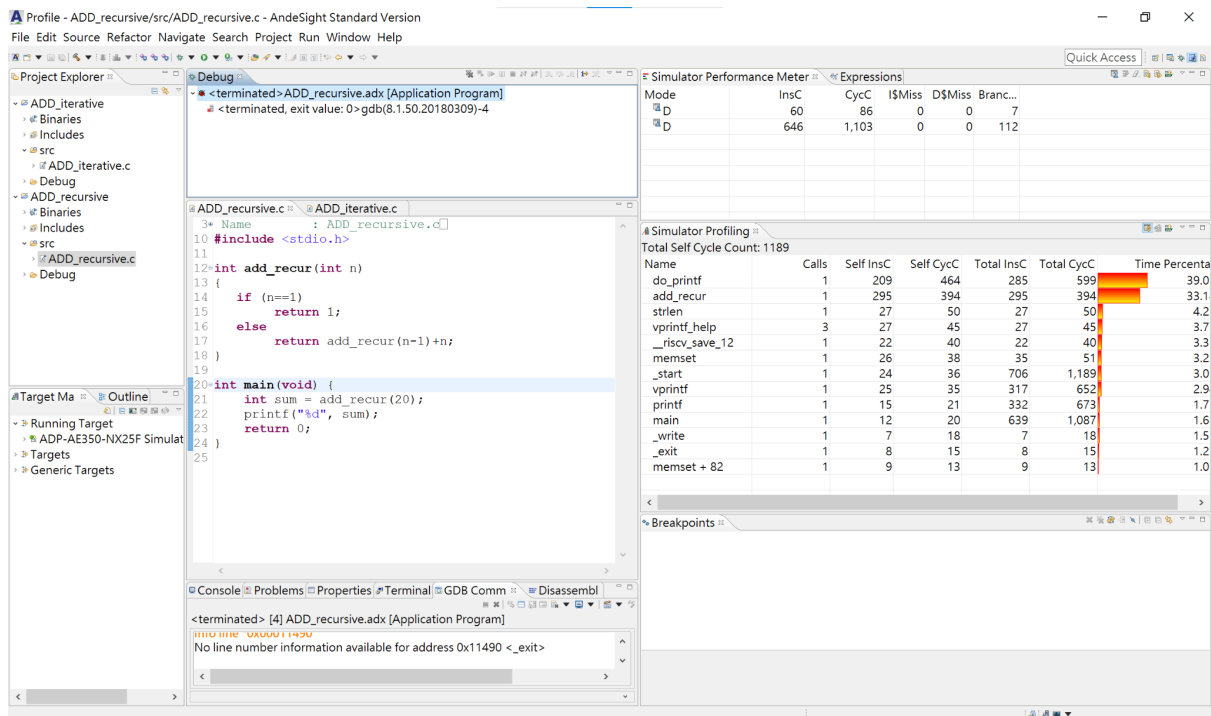 Profile - ADD_recursive/src/ADD_recursive.c - AndeSight Standard Version
File Edit Source Refactor Navigate Search Project Run Window Help
Quick Access
Project Explorer
ADD_iterative
Binaries
Includes
src
ADD_iterative.c
Debug
ADD_recursive
Binaries
Includes
src
ADD_recursive.c
Debug
Target Ma Outline
Running Target
ADP-AE350-NX25F Simulat
Targets
Generic Targets
Debug
<terminated>ADD_recursive.adx [Application Program]
<terminated, exit value: 0>gdb(8.1.50.20180309)-4
ADD_recursive.c ADD_iterative.c
3 * Name : ADD_recursive.c
10 #include <stdio.h>
11
12 int add_recur(int n)
13 {
14 if (n==1)
15 return 1;
16 else
17 return add_recur(n-1)+n;
18 }
19
20 int main(void) {
21 int sum = add_recur(20);
22 printf("%d", sum);
23 return 0;
24 }
25
Console Problems Properties Terminal GDB Comm Disassembl
<terminated> [4] ADD_recursive.adx [Application Program]
info line *0x00011490
No line number information available for address 0x11490 <_exit>
Simulator Performance Meter Expressions
Mode InsC CycC I$Miss D$Miss Branc...
D 60 86 0 0 7
D 646 1,103 0 0 112
Simulator Profiling
Total Self Cycle Count: 1189
Name Calls Self InsC Self CycC Total InsC Total CycC Time Percenta
do_printf 1 209 464 285 599 39.0
add_recur 1 295 394 295 394 33.1
strlen 1 27 50 27 50 4.2
vprintf_help 3 27 45 27 45 3.7
__riscv_save_12 1 22 40 22 40 3.3
memset 1 26 38 35 51 3.2
_start 1 24 36 706 1,189 3.0
vprintf 1 25 35 317 652 2.9
printf 1 15 21 332 673 1.7
main 1 12 20 639 1,087 1.6
_write 1 7 18 7 18 1.5
_exit 1 8 15 8 15 1.2
memset + 82 1 9 13 9 13 1.0
Breakpoints